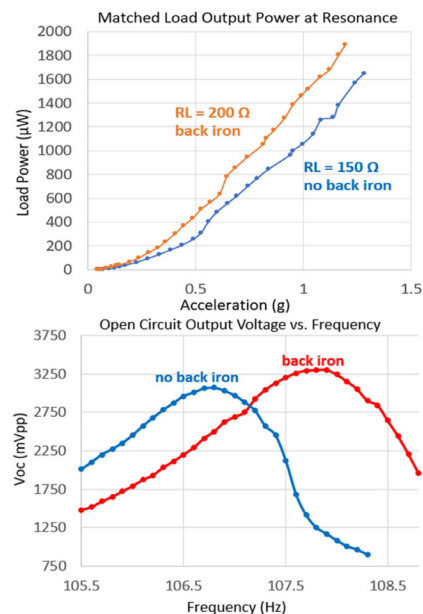 Matched Load Output Power at Resonance
2000
1800
1600
1400
1200
1000
800
600
400
200
0
Load Power (µW)
RL = 200 Ω
back iron
RL = 150 Ω
no back iron
0 0.5 1 1.5
Acceleration (g)
Open Circuit Output Voltage vs. Frequency
3750
3250
2750
2250
1750
1250
750
Voc (mVpp)
no back iron
back iron
105.5 106.5 107.5 108.5
Frequency (Hz)